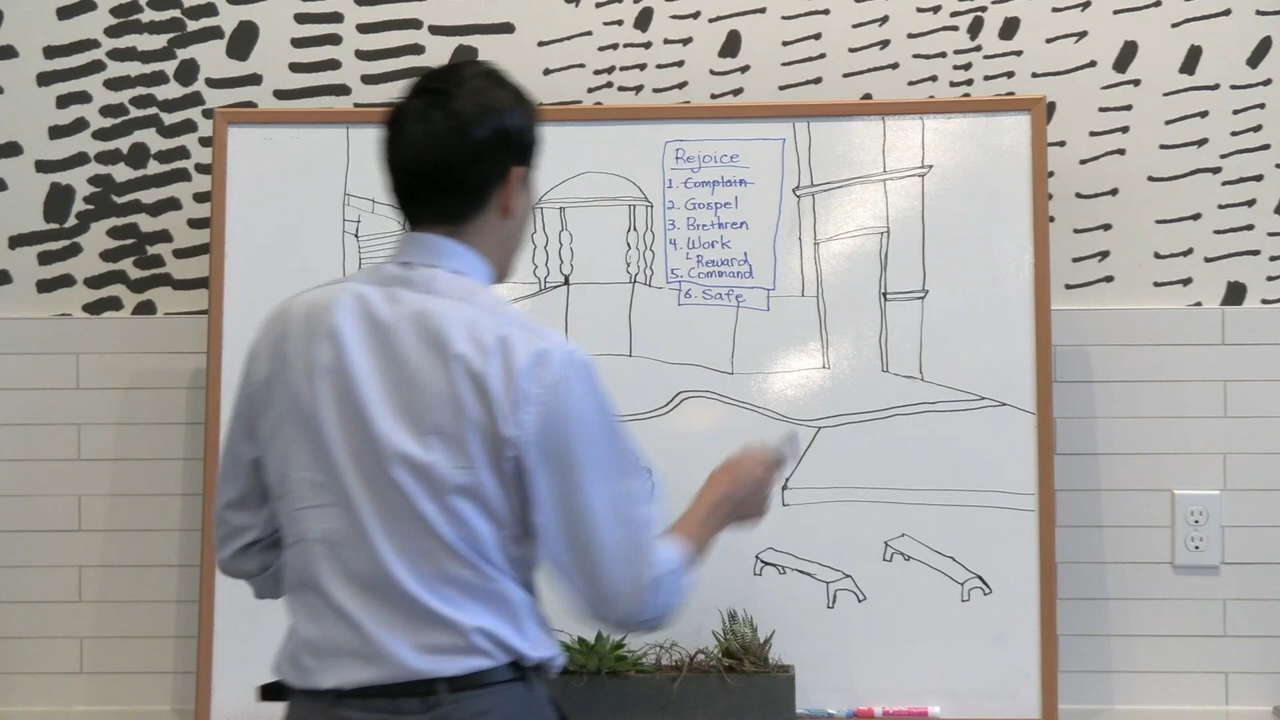 Rejoice
1. Complain
2. Gospel
3. Brethren
4. Work
└ Reward
5. Command
6. Safe